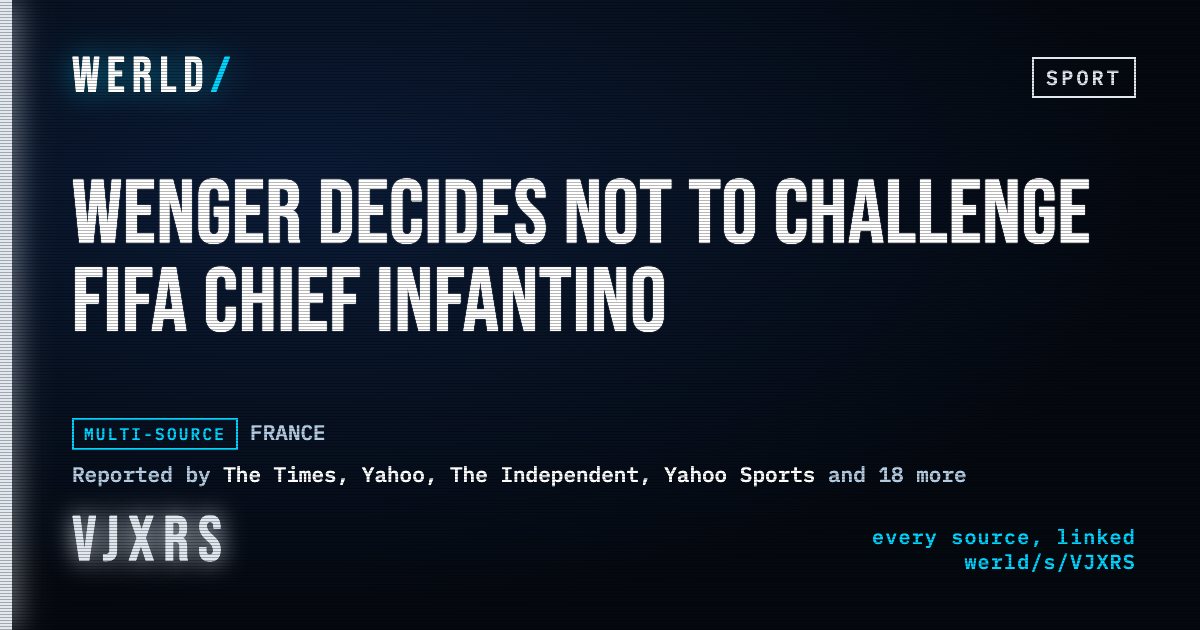 WERLD/
SPORT
WENGER DECIDES NOT TO CHALLENGE
FIFA CHIEF INFANTINO
MULTI-SOURCE FRANCE
Reported by The Times, Yahoo, The Independent, Yahoo Sports and 18 more
VJXRS
every source, linked
werld/s/VJXRS